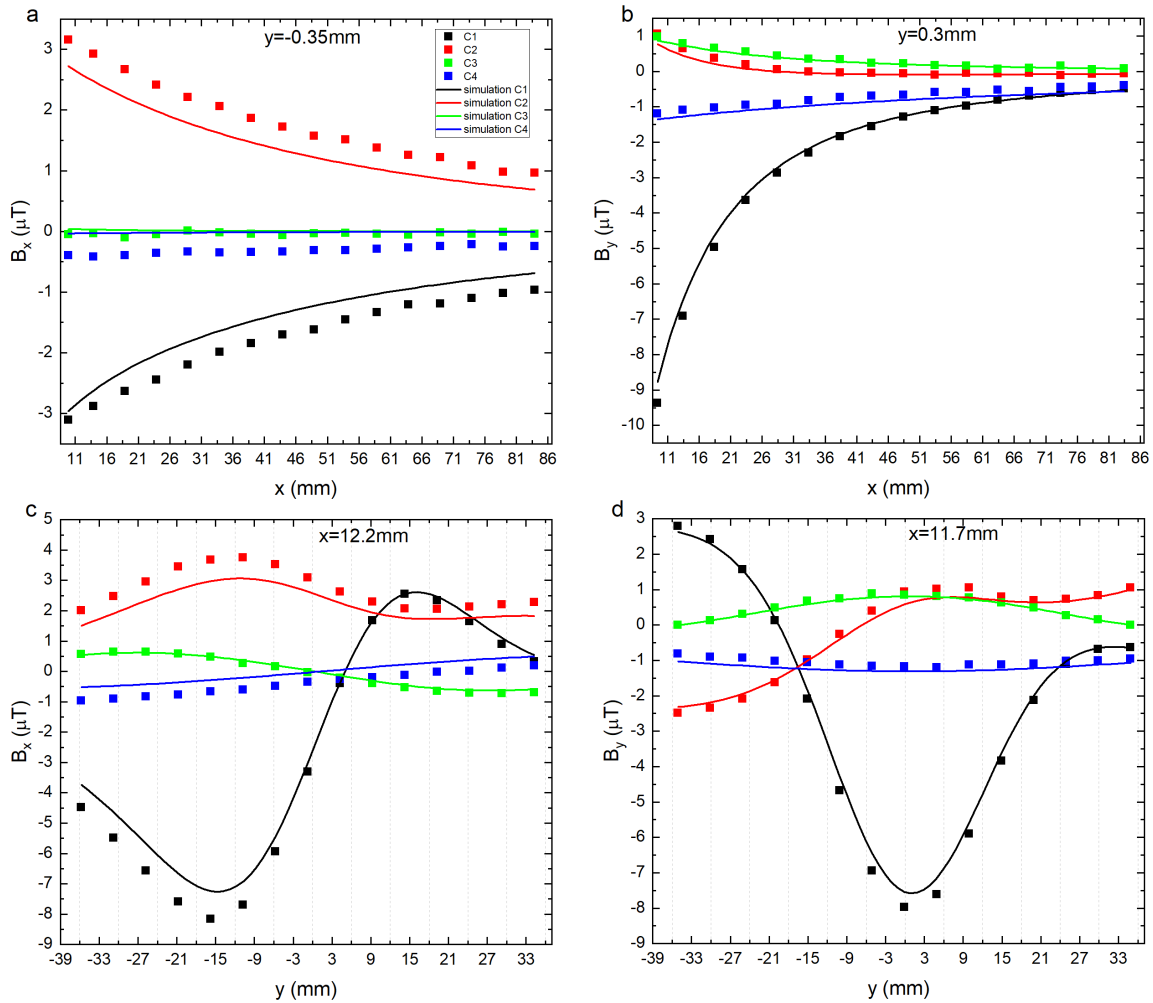 a
y=-0.35mm
C1
C2
C3
C4
simulation C1
simulation C2
simulation C3
simulation C4
3
2
1
0
-1
-2
-3
Bx (μT)
11 16 21 26 31 36 41 46 51 56 61 66 71 76 81 86
x (mm)
b
y=0.3mm
1
0
-1
-2
-3
-4
-5
-6
-7
-8
-9
-10
By (μT)
11 16 21 26 31 36 41 46 51 56 61 66 71 76 81 86
x (mm)
c
x=12.2mm
5
4
3
2
1
0
-1
-2
-3
-4
-5
-6
-7
-8
-9
Bx (μT)
-39 -33 -27 -21 -15 -9 -3 3 9 15 21 27 33
y (mm)
d
x=11.7mm
3
2
1
0
-1
-2
-3
-4
-5
-6
-7
-8
-9
By (μT)
-39 -33 -27 -21 -15 -9 -3 3 9 15 21 27 33
y (mm)